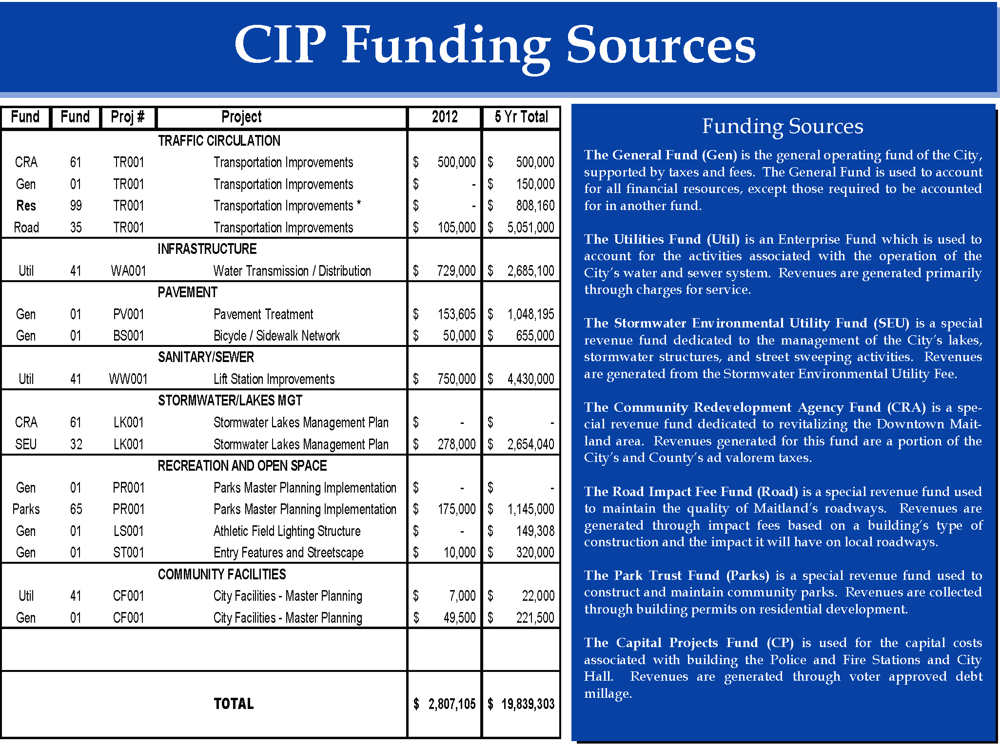 CIP Funding Sources
Fund Fund Proj # Project 2012 5 Yr Total
TRAFFIC CIRCULATION
CRA 61 TR001 Transportation Improvements $ 500,000 $ 500,000
Gen 01 TR001 Transportation Improvements $ - $ 150,000
Res 99 TR001 Transportation Improvements * $ - $ 808,160
Road 35 TR001 Transportation Improvements $ 105,000 $ 5,051,000
INFRASTRUCTURE
Util 41 WA001 Water Transmission / Distribution $ 729,000 $ 2,685,100
PAVEMENT
Gen 01 PV001 Pavement Treatment $ 153,605 $ 1,048,195
Gen 01 BS001 Bicycle / Sidewalk Network $ 50,000 $ 655,000
SANITARY/SEWER
Util 41 WW001 Lift Station Improvements $ 750,000 $ 4,430,000
STORMWATER/LAKES MGT
CRA 61 LK001 Stormwater Lakes Management Plan $ - $ -
SEU 32 LK001 Stormwater Lakes Management Plan $ 278,000 $ 2,654,040
RECREATION AND OPEN SPACE
Gen 01 PR001 Parks Master Planning Implementation $ - $ -
Parks 65 PR001 Parks Master Planning Implementation $ 175,000 $ 1,145,000
Gen 01 LS001 Athletic Field Lighting Structure $ - $ 149,308
Gen 01 ST001 Entry Features and Streetscape $ 10,000 $ 320,000
COMMUNITY FACILITIES
Util 41 CF001 City Facilities - Master Planning $ 7,000 $ 22,000
Gen 01 CF001 City Facilities - Master Planning $ 49,500 $ 221,500
TOTAL $ 2,807,105 $ 19,839,303
Funding Sources
The General Fund (Gen) is the general operating fund of the City,
supported by taxes and fees. The General Fund is used to account
for all financial resources, except those required to be accounted
for in another fund.
The Utilities Fund (Util) is an Enterprise Fund which is used to
account for the activities associated with the operation of the
City's water and sewer system. Revenues are generated primarily
through charges for service.
The Stormwater Environmental Utility Fund (SEU) is a special
revenue fund dedicated to the management of the City's lakes,
stormwater structures, and street sweeping activities. Revenues
are generated from the Stormwater Environmental Utility Fee.
The Community Redevelopment Agency Fund (CRA) is a spe-
cial revenue fund dedicated to revitalizing the Downtown Mait-
land area. Revenues generated for this fund are a portion of the
City's and County's ad valorem taxes.
The Road Impact Fee Fund (Road) is a special revenue fund used
to maintain the quality of Maitland's roadways. Revenues are
generated through impact fees based on a building's type of
construction and the impact it will have on local roadways.
The Park Trust Fund (Parks) is a special revenue fund used to
construct and maintain community parks. Revenues are collected
through building permits on residential development.
The Capital Projects Fund (CP) is used for the capital costs
associated with building the Police and Fire Stations and City
Hall. Revenues are generated through voter approved debt
millage.